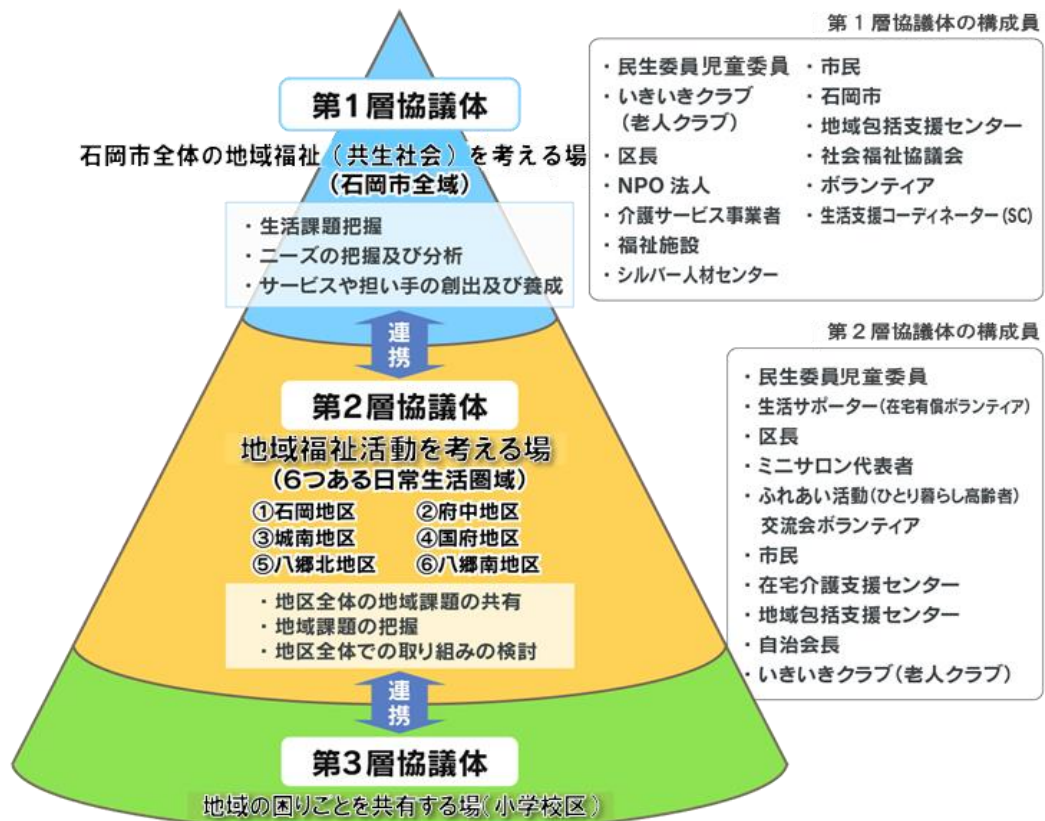 第1層協議体
石岡市全体の地域福祉（共生社会）を考える場
（石岡市全域）
・生活課題把握
・ニーズの把握及び分析
・サービスや担い手の創出及び養成
連携
第2層協議体
地域福祉活動を考える場
（6つある日常生活圏域）
①石岡地区 ②府中地区
③城南地区 ④国府地区
⑤八郷北地区 ⑥八郷南地区
・地区全体の地域課題の共有
・地域課題の把握
・地区全体での取り組みの検討
連携
第3層協議体
地域の困りごとを共有する場（小学校区）
第1層協議体の構成員
・民生委員児童委員
・いきいきクラブ
（老人クラブ）
・区長
・NPO法人
・介護サービス事業者
・福祉施設
・シルバー人材センター
・市民
・石岡市
・地域包括支援センター
・社会福祉協議会
・ボランティア
・生活支援コーディネーター（SC）
第2層協議体の構成員
・民生委員児童委員
・生活サポーター（在宅有償ボランティア）
・区長
・ミニサロン代表者
・ふれあい活動（ひとり暮らし高齢者）
交流会ボランティア
・市民
・在宅介護支援センター
・地域包括支援センター
・自治会長
・いきいきクラブ（老人クラブ）